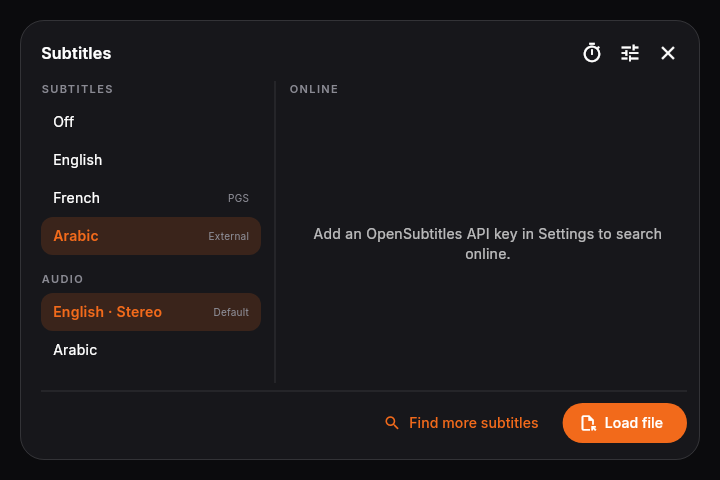 Subtitles
SUBTITLES
Off
English
French PGS
Arabic External
AUDIO
English · Stereo Default
Arabic
ONLINE
Add an OpenSubtitles API key in Settings to search
online.
Find more subtitles
Load file